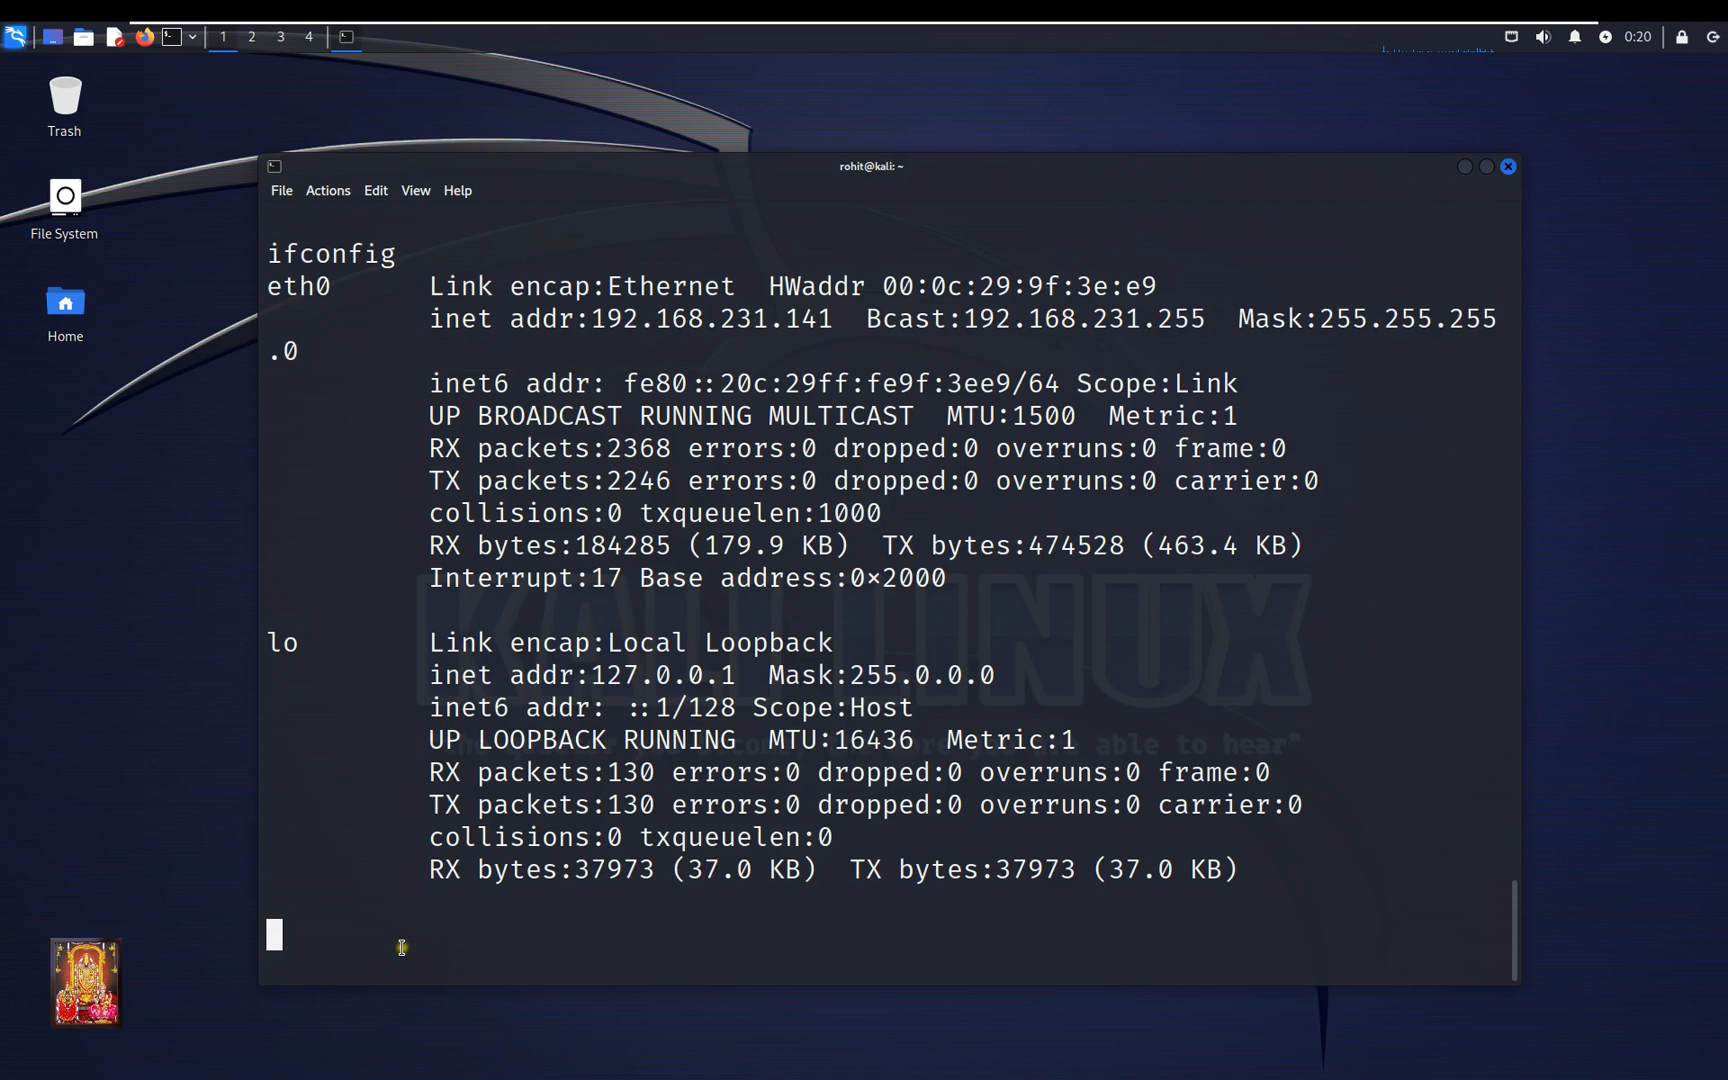 1 2 3 4 0:20
Trash
File System
Home
rohit@kali: ~
File Actions Edit View Help
ifconfig
eth0 Link encap:Ethernet HWaddr 00:0c:29:9f:3e:e9
inet addr:192.168.231.141 Bcast:192.168.231.255 Mask:255.255.255
.0
inet6 addr: fe80::20c:29ff:fe9f:3ee9/64 Scope:Link
UP BROADCAST RUNNING MULTICAST MTU:1500 Metric:1
RX packets:2368 errors:0 dropped:0 overruns:0 frame:0
TX packets:2246 errors:0 dropped:0 overruns:0 carrier:0
collisions:0 txqueuelen:1000
RX bytes:184285 (179.9 KB) TX bytes:474528 (463.4 KB)
Interrupt:17 Base address:0×2000
lo Link encap:Local Loopback
inet addr:127.0.0.1 Mask:255.0.0.0
inet6 addr: ::1/128 Scope:Host
UP LOOPBACK RUNNING MTU:16436 Metric:1
RX packets:130 errors:0 dropped:0 overruns:0 frame:0
TX packets:130 errors:0 dropped:0 overruns:0 carrier:0
collisions:0 txqueuelen:0
RX bytes:37973 (37.0 KB) TX bytes:37973 (37.0 KB)
KALI LINUX
able to hear"